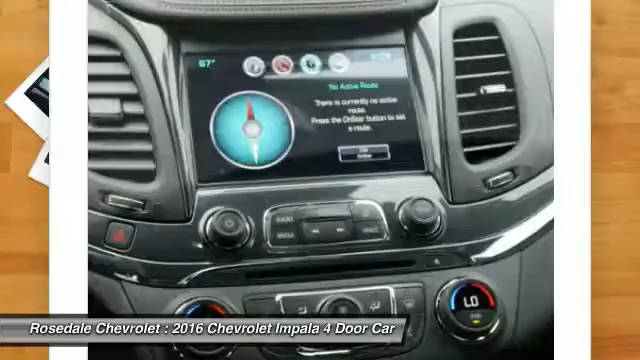 67°
No Active Route
There is currently no active
route.
Press the OnStar button to set
a route.
OnStar
RADIO
MEDIA
LO
Rosedale Chevrolet : 2016 Chevrolet Impala 4 Door Car